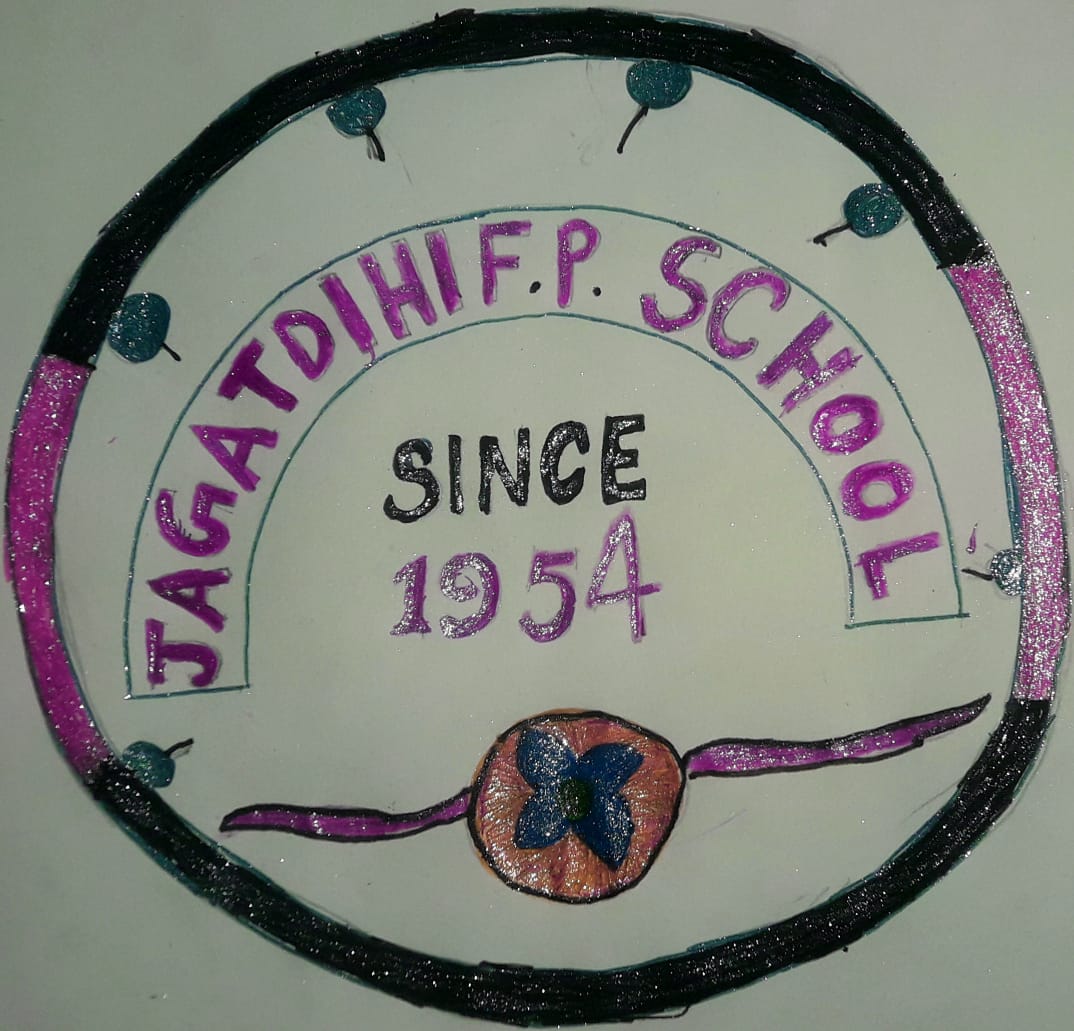 JAGATDIHI F.P. SCHOOL
SINCE
1954